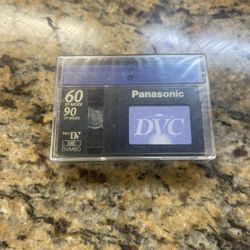 60
SP MODE
90
LP MODE
Mini DV
ME
DVM60
Panasonic
DVC